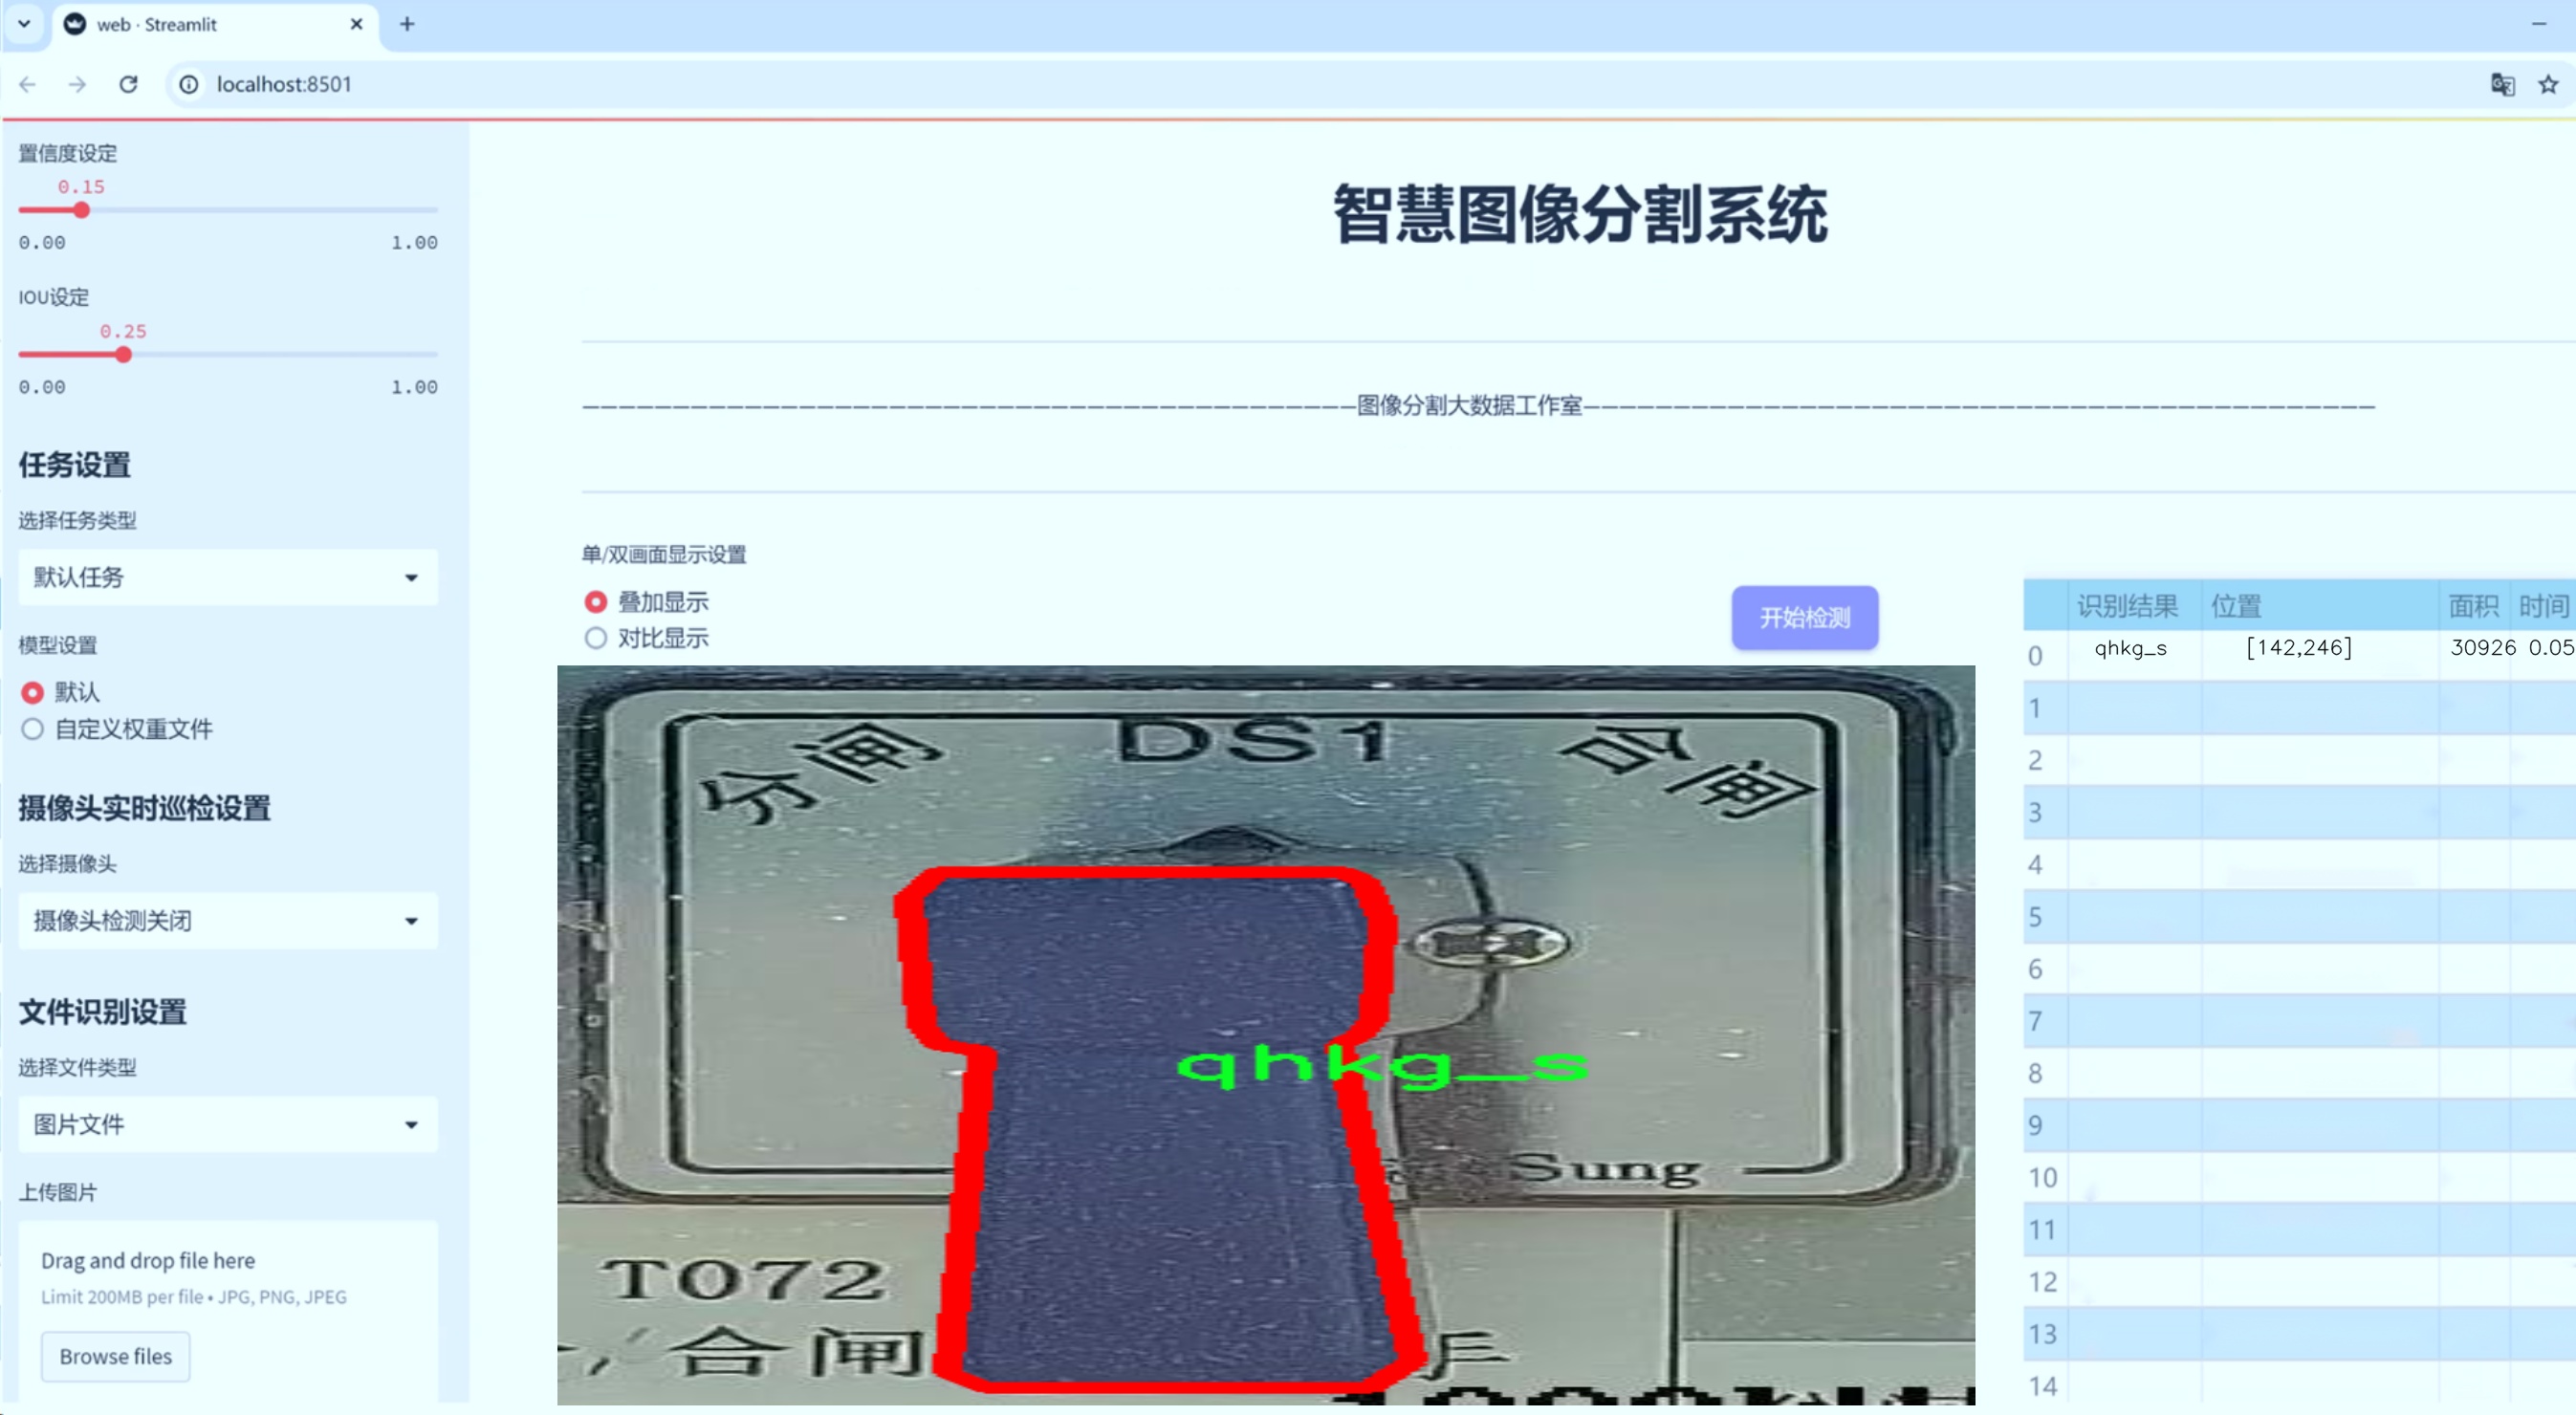 web · Streamlit
localhost:8501
置信度设定
0.15
0.00 1.00
IOU设定
0.25
0.00 1.00
任务设置
选择任务类型
默认任务
模型设置
默认
自定义权重文件
摄像头实时巡检设置
选择摄像头
摄像头检测关闭
文件识别设置
选择文件类型
图片文件
上传图片
Drag and drop file here
Limit 200MB per file • JPG, PNG, JPEG
Browse files
智慧图像分割系统
图像分割大数据工作室
单/双画面显示设置
叠加显示
对比显示
开始检测
分闸 DS1 合闸
qhkg_s
Sung
T072
/合闸
识别结果 位置 面积 时间
0 qhkg_s [142,246] 30926 0.05
1
2
3
4
5
6
7
8
9
10
11
12
13
14